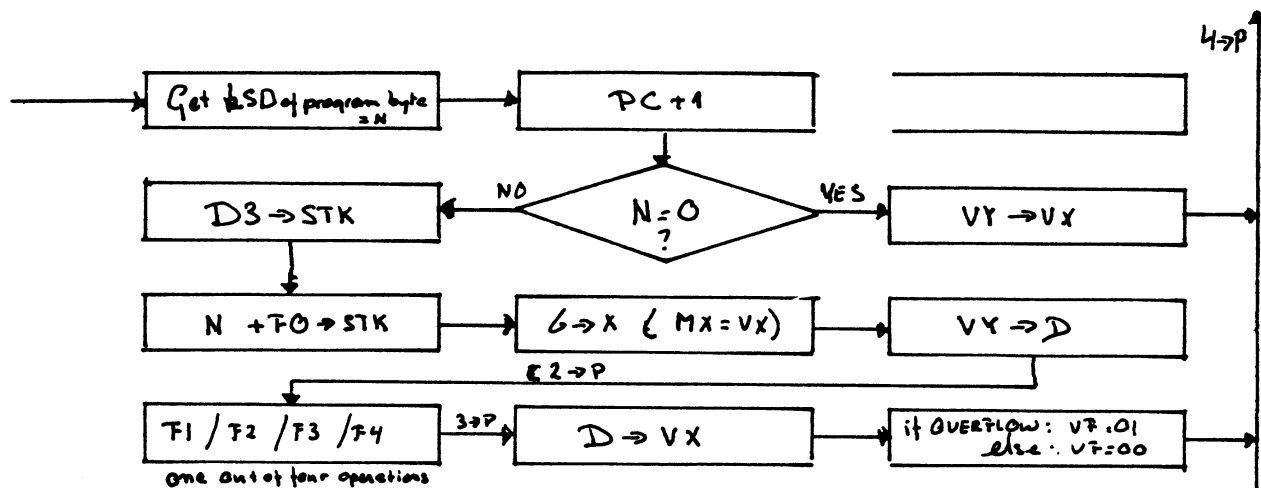 4→P
Get LSD of program byte
= N
PC + 1
NO
YES
D3 → STK
N = 0
?
VY → VX
N + F0 → STK
6 → X ( MX = VX)
VY → D
2 → P
F1 / F2 / F3 / F4
3→P
D → VX
if OVERFLOW: VF = 01
else: VF = 00
one out of four operations